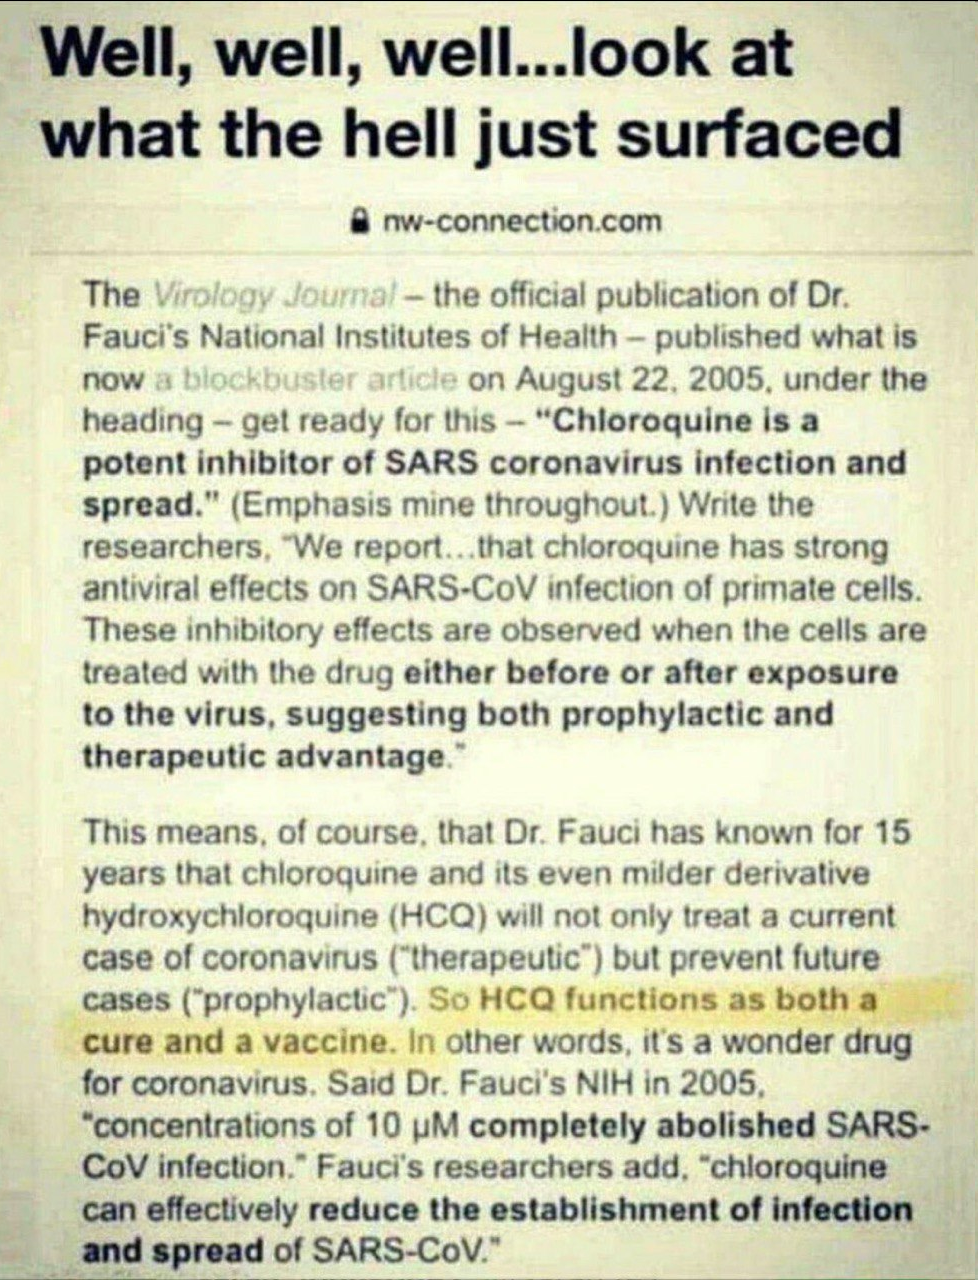 Well, well, well...look at
what the hell just surfaced
nw-connection.com
The Virology Journal – the official publication of Dr.
Fauci's National Institutes of Health – published what is
now a blockbuster article on August 22, 2005, under the
heading – get ready for this – "Chloroquine is a
potent inhibitor of SARS coronavirus infection and
spread." (Emphasis mine throughout.) Write the
researchers, "We report...that chloroquine has strong
antiviral effects on SARS-CoV infection of primate cells.
These inhibitory effects are observed when the cells are
treated with the drug either before or after exposure
to the virus, suggesting both prophylactic and
therapeutic advantage."
This means, of course, that Dr. Fauci has known for 15
years that chloroquine and its even milder derivative
hydroxychloroquine (HCQ) will not only treat a current
case of coronavirus ("therapeutic") but prevent future
cases ("prophylactic"). So HCQ functions as both a
cure and a vaccine. In other words, it's a wonder drug
for coronavirus. Said Dr. Fauci's NIH in 2005,
"concentrations of 10 μM completely abolished SARS-
CoV infection." Fauci's researchers add, "chloroquine
can effectively reduce the establishment of infection
and spread of SARS-CoV."